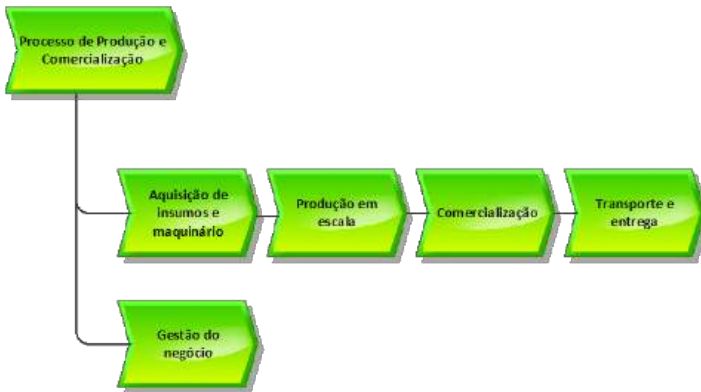 Processo de Produção e
Comercialização
Aquisição de
insumos e
maquinário
Produção em
escala
Comercialização
Transporte e
entrega
Gestão do
negócio